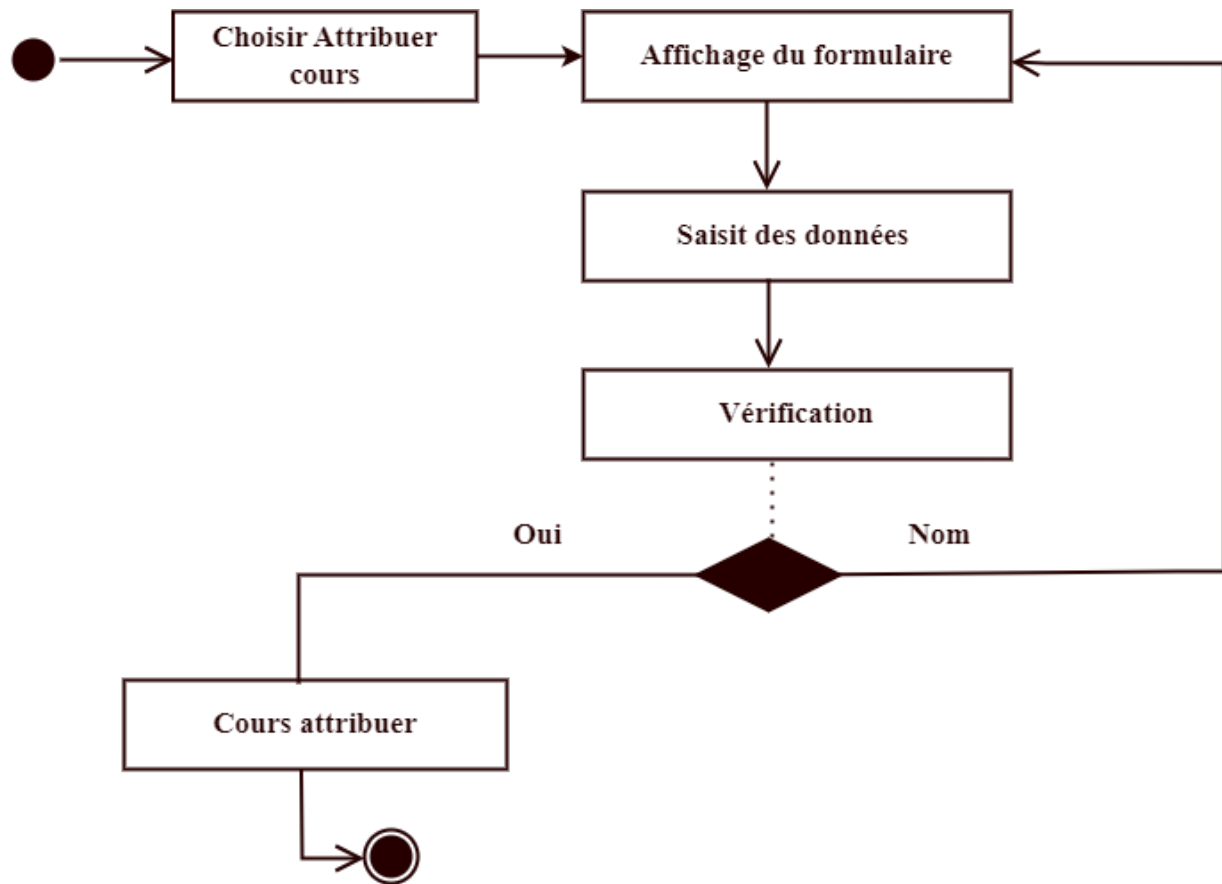 Choisir Attribuer
cours
Affichage du formulaire
Saisit des données
Vérification
Oui
Nom
Cours attribuer